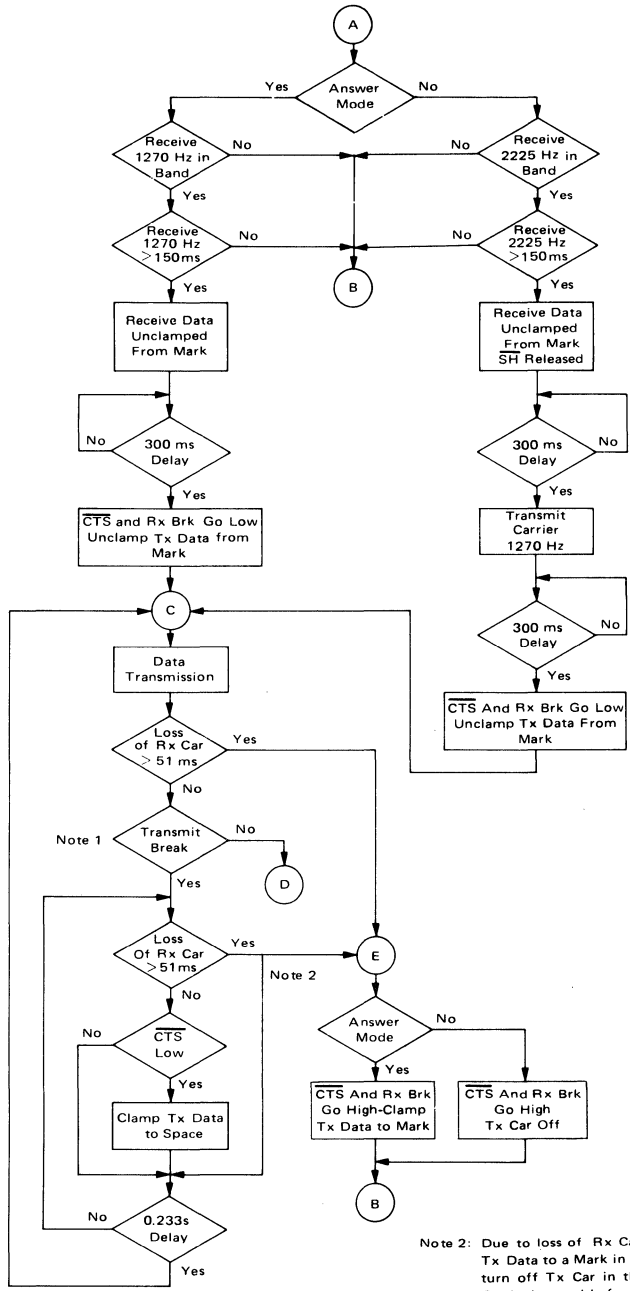 A
Answer
Mode
Yes
No
Receive
1270 Hz in
Band
No
Yes
Receive
2225 Hz in
Band
No
Yes
Receive
1270 Hz
>150ms
No
Yes
Receive
2225 Hz
>150ms
No
Yes
B
Receive Data
Unclamped
From Mark
Receive Data
Unclamped
From Mark
S̅H̅ Released
300 ms
Delay
No
Yes
300 ms
Delay
No
Yes
C̅T̅S̅ and Rx Brk Go Low
Unclamp Tx Data from
Mark
Transmit
Carrier
1270 Hz
C
300 ms
Delay
No
Yes
Data
Transmission
C̅T̅S̅ And Rx Brk Go Low
Unclamp Tx Data From
Mark
Loss
of Rx Car
> 51 ms
Yes
No
Note 1
Transmit
Break
No
Yes
D
Loss
Of Rx Car
>51ms
Yes
No
Note 2
E
C̅T̅S̅
Low
No
Yes
Answer
Mode
No
Yes
Clamp Tx Data
to Space
C̅T̅S̅ And Rx Brk
Go High-Clamp
Tx Data to Mark
C̅T̅S̅ And Rx Brk
Go High
Tx Car Off
0.233s
Delay
No
Yes
B
Note 2: Due to loss of Rx Ca
Tx Data to a Mark in
turn off Tx Car in th